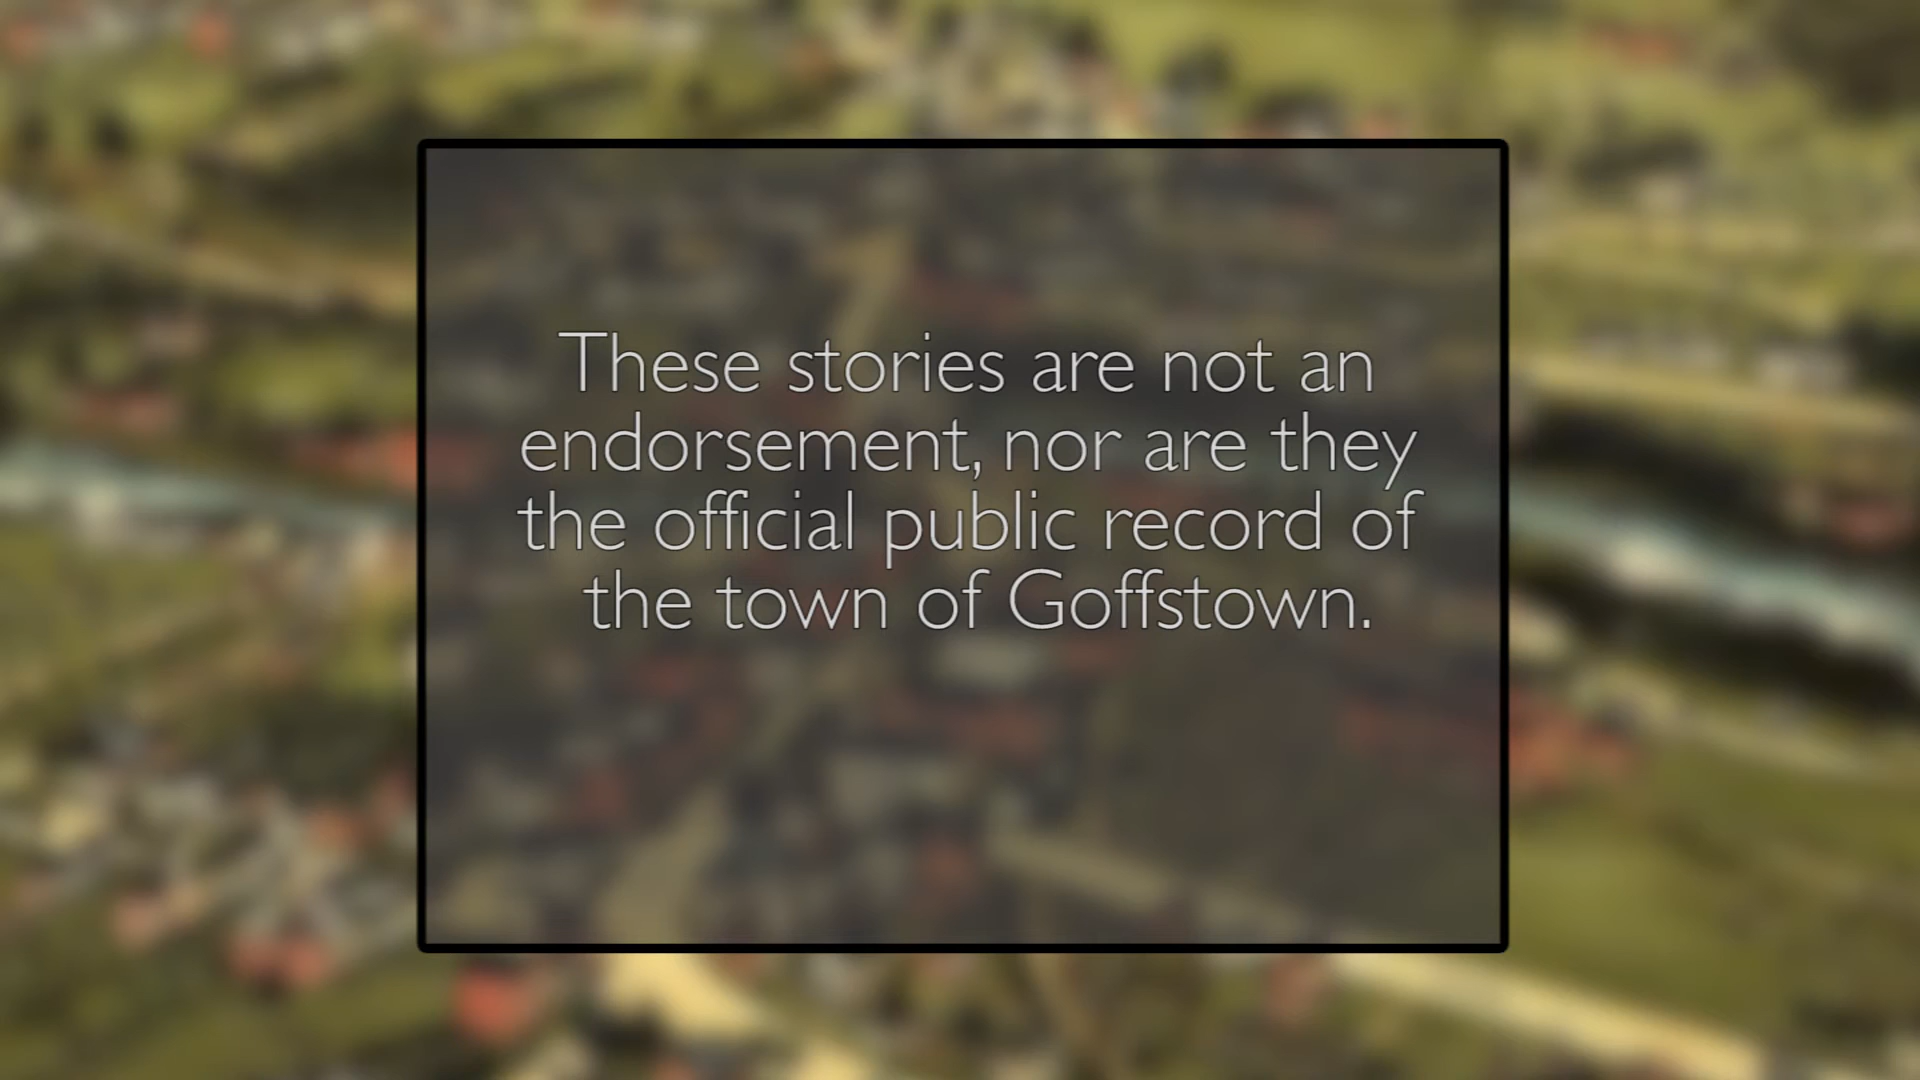 These stories are not an
endorsement, nor are they
the official public record of
the town of Goffstown.